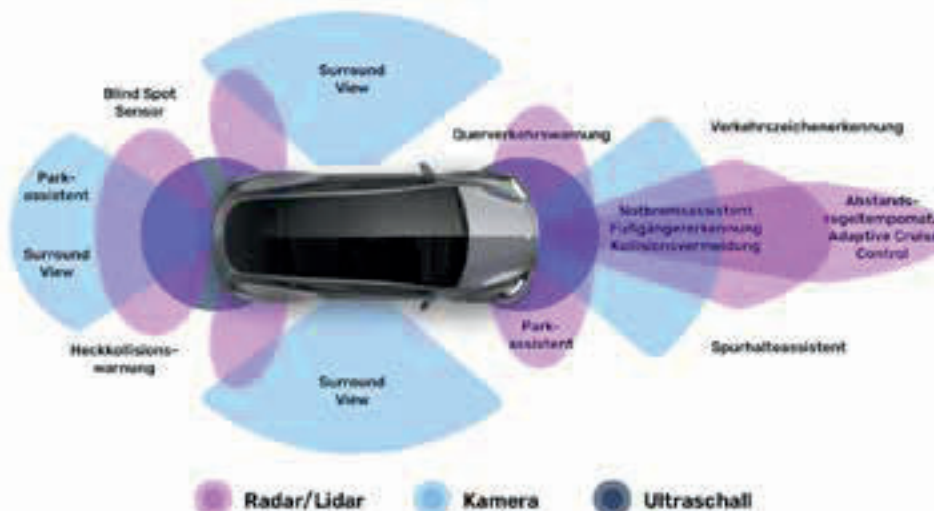 Surround
View
Blind Spot
Sensor
Querverkehrswarnung
Verkehrszeichenerkennung
Park-
assistent
Surround
View
Notbremsassistent
Fußgängererkennung
Kollisionsvermeidung
Abstands-
regeltempomat/
Adaptive Cruise
Control
Heckkollisions-
warnung
Park-
assistent
Spurhalteassistent
Surround
View
Radar/Lidar
Kamera
Ultraschall